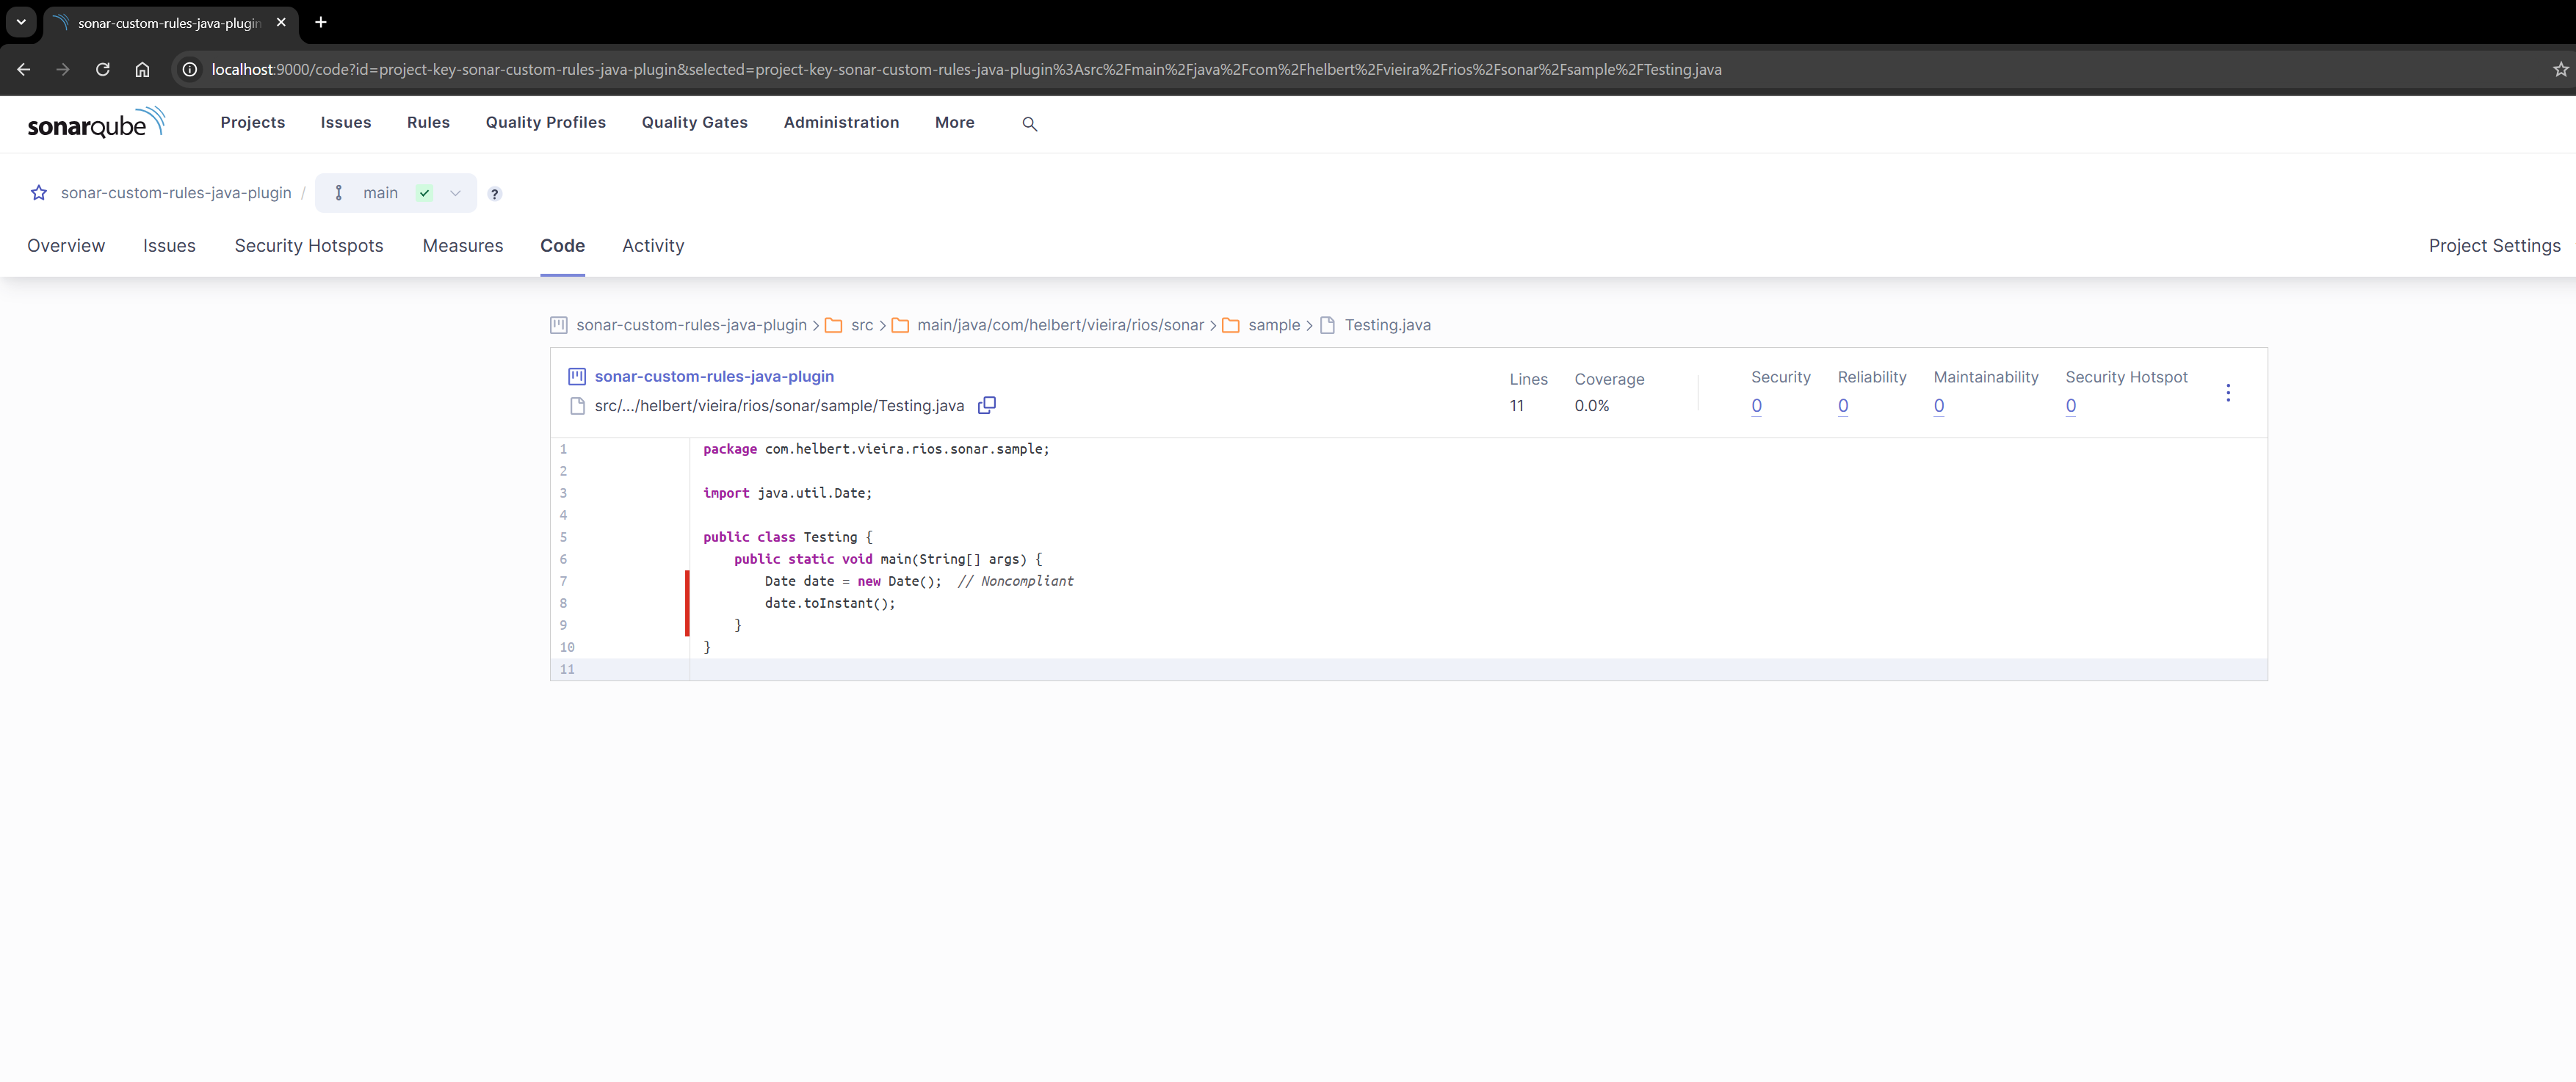 sonar-custom-rules-java-plugin
localhost:9000/code?id=project-key-sonar-custom-rules-java-plugin&selected=project-key-sonar-custom-rules-java-plugin%3Asrc%2Fmain%2Fjava%2Fcom%2Fhelbert%2Fvieira%2Frios%2Fsonar%2Fsample%2FTesting.java
sonarqube Projects Issues Rules Quality Profiles Quality Gates Administration More
sonar-custom-rules-java-plugin / main ?
Overview Issues Security Hotspots Measures Code Activity Project Settings
sonar-custom-rules-java-plugin > src > main/java/com/helbert/vieira/rios/sonar > sample > Testing.java
sonar-custom-rules-java-plugin Lines Coverage Security Reliability Maintainability Security Hotspot
src/.../helbert/vieira/rios/sonar/sample/Testing.java 11 0.0% 0 0 0 0
1 package com.helbert.vieira.rios.sonar.sample;
2
3 import java.util.Date;
4
5 public class Testing {
6 public static void main(String[] args) {
7 Date date = new Date(); // Noncompliant
8 date.toInstant();
9 }
10 }
11